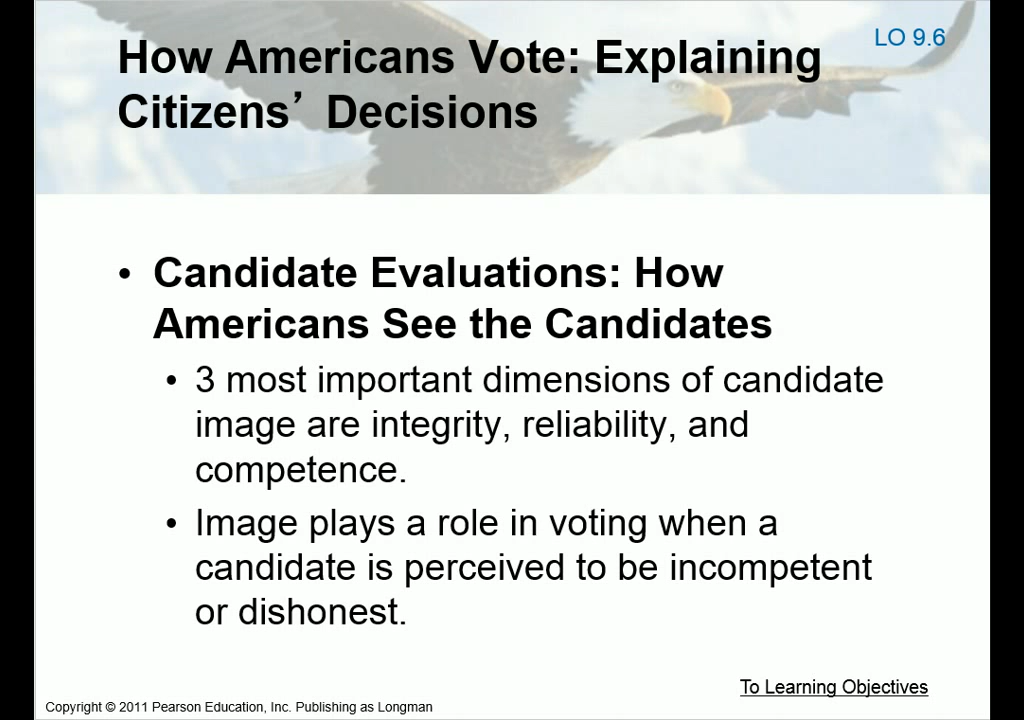 LO 9.6
How Americans Vote: Explaining
Citizens’ Decisions
• Candidate Evaluations: How
Americans See the Candidates
• 3 most important dimensions of candidate
image are integrity, reliability, and
competence.
• Image plays a role in voting when a
candidate is perceived to be incompetent
or dishonest.
To Learning Objectives
Copyright © 2011 Pearson Education, Inc. Publishing as Longman